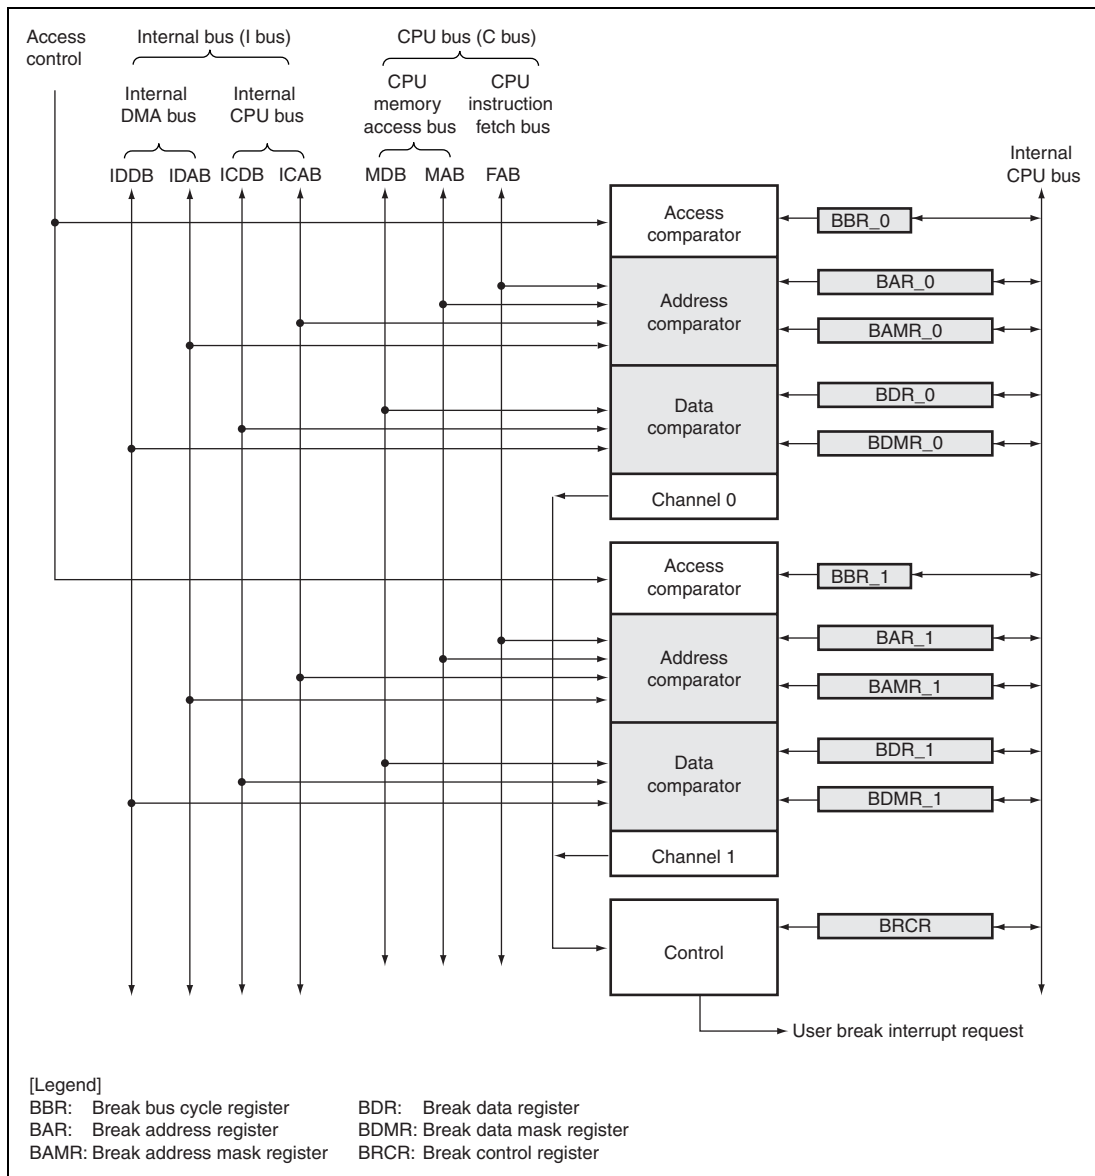 Access
control
Internal bus (I bus)
CPU bus (C bus)
Internal
DMA bus
Internal
CPU bus
CPU
memory
access bus
CPU
instruction
fetch bus
IDDB IDAB ICDB ICAB MDB MAB FAB
Internal
CPU bus
Access
comparator
BBR_0
Address
comparator
BAR_0
BAMR_0
Data
comparator
BDR_0
BDMR_0
Channel 0
Access
comparator
BBR_1
Address
comparator
BAR_1
BAMR_1
Data
comparator
BDR_1
BDMR_1
Channel 1
Control
BRCR
User break interrupt request
[Legend]
BBR: Break bus cycle register
BAR: Break address register
BAMR: Break address mask register
BDR: Break data register
BDMR: Break data mask register
BRCR: Break control register